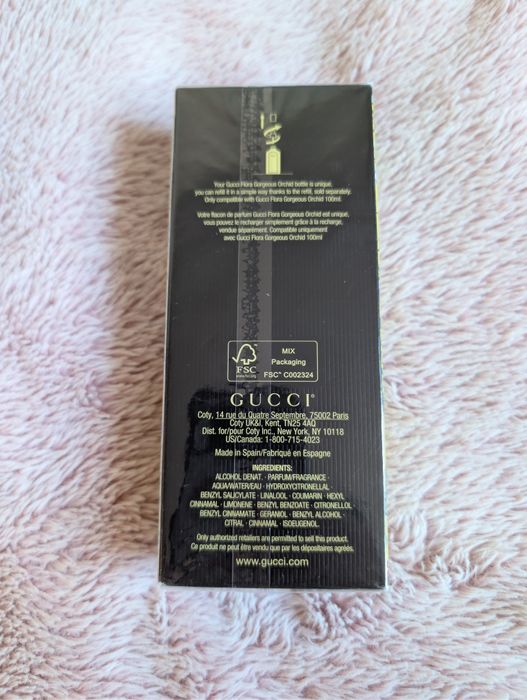 Your Gucci Flora Gorgeous Orchid bottle is unique,
you can refill it in a simple way thanks to the refill, sold separately.
Only compatible with Gucci Flora Gorgeous Orchid 100ml
Votre flacon de parfum Gucci Flora Gorgeous Orchid est unique,
vous pouvez le recharger simplement grâce à la recharge,
vendue séparément. Compatible uniquement
avec Gucci Flora Gorgeous Orchid 100ml
FSC
www.fsc.org
MIX
Packaging
FSC™ C002324
GUCCI®
Coty, 14 rue du Quatre Septembre, 75002 Paris
Coty UK&I, Kent, TN25 4AQ
Dist. for/pour Coty Inc., New York, NY 10118
US/Canada: 1-800-715-4023
Made in Spain/Fabriqué en Espagne
INGREDIENTS:
ALCOHOL DENAT. · PARFUM/FRAGRANCE ·
AQUA/WATER/EAU · HYDROXYCITRONELLAL ·
BENZYL SALICYLATE · LINALOOL · COUMARIN · HEXYL
CINNAMAL · LIMONENE · BENZYL BENZOATE · CITRONELLOL ·
BENZYL CINNAMATE · GERANIOL · BENZYL ALCOHOL ·
CITRAL · CINNAMAL · ISOEUGENOL.
Only authorized retailers are permitted to sell this product.
Ce produit ne peut être vendu que par les dépositaires agréés.
www.gucci.com